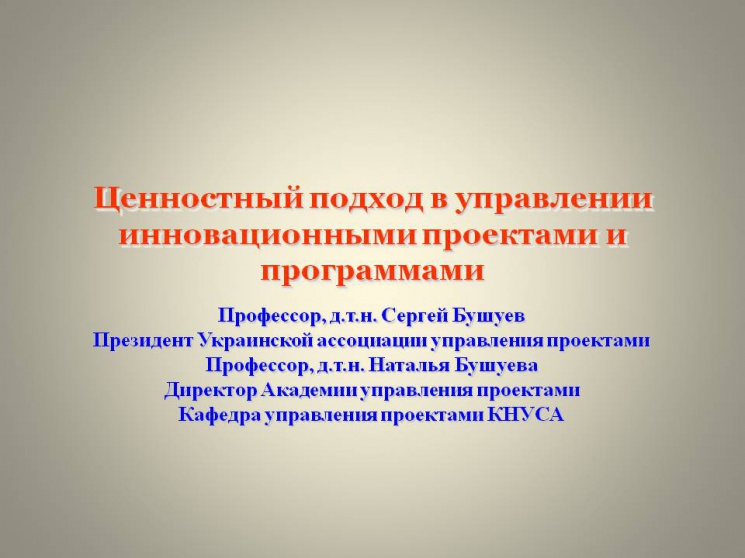 Ценностный подход в управлении
инновационными проектами и
программами
Профессор, д.т.н. Сергей Бушуев
Президент Украинской ассоциации управления проектами
Профессор, д.т.н. Наталья Бушуева
Директор Академии управления проектами
Кафедра управления проектами КНУСА